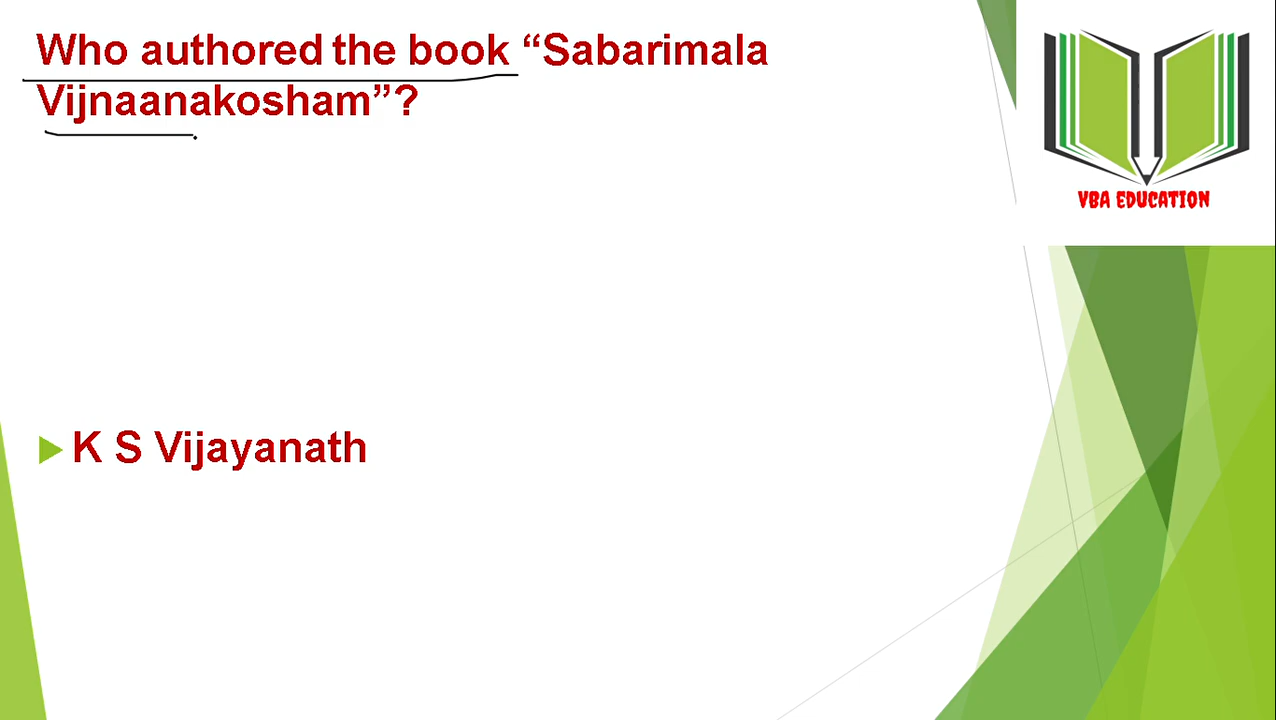 Who authored the book “Sabarimala
Vijnaanakosham”?
VBA EDUCATION
K S Vijayanath